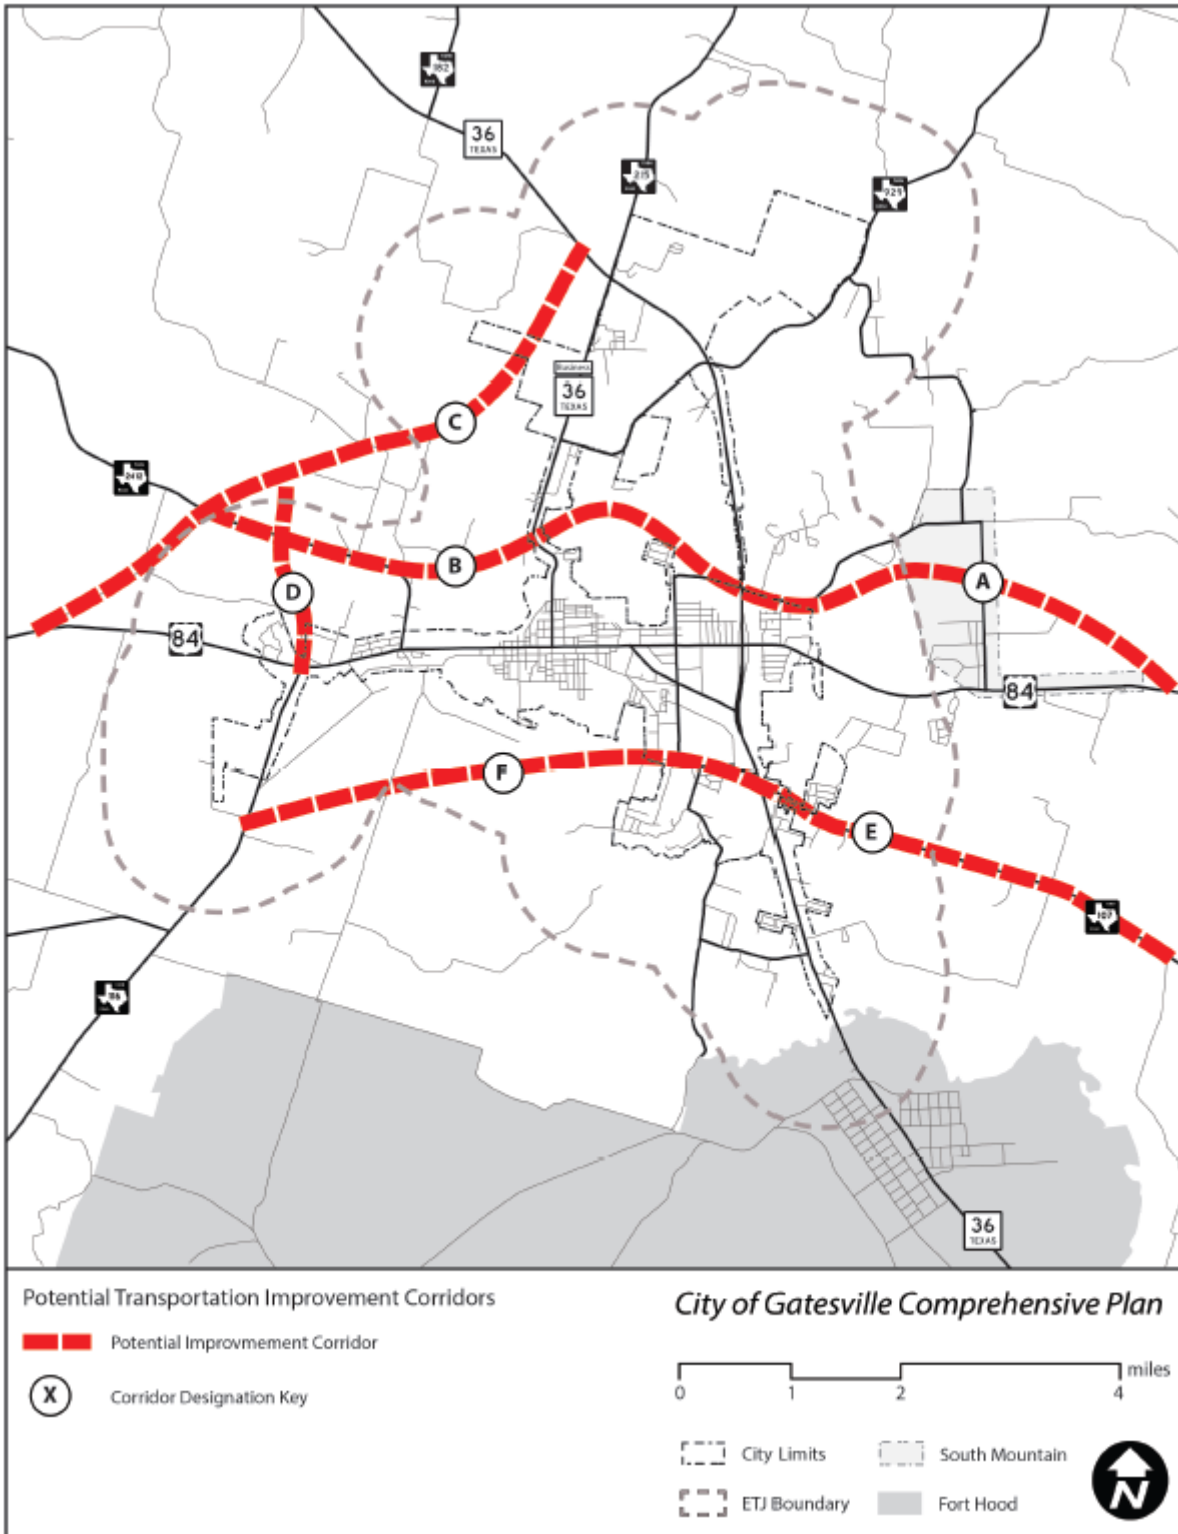 182
36
TEXAS
215
929
Business
36
TEXAS
C
2412
B
A
D
84
84
F
E
107
116
36
TEXAS
Potential Transportation Improvement Corridors
Potential Improvmement Corridor
X
Corridor Designation Key
City of Gatesville Comprehensive Plan
miles
0
1
2
4
City Limits
South Mountain
ETJ Boundary
Fort Hood
N